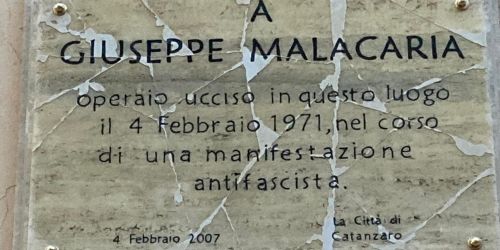 A
GIUSEPPE MALACARIA
operaio ucciso in questo luogo
il 4 Febbraio 1971, nel corso
di una manifestazione
antifascista.
La Città di
4 Febbraio 2007 Catanzaro